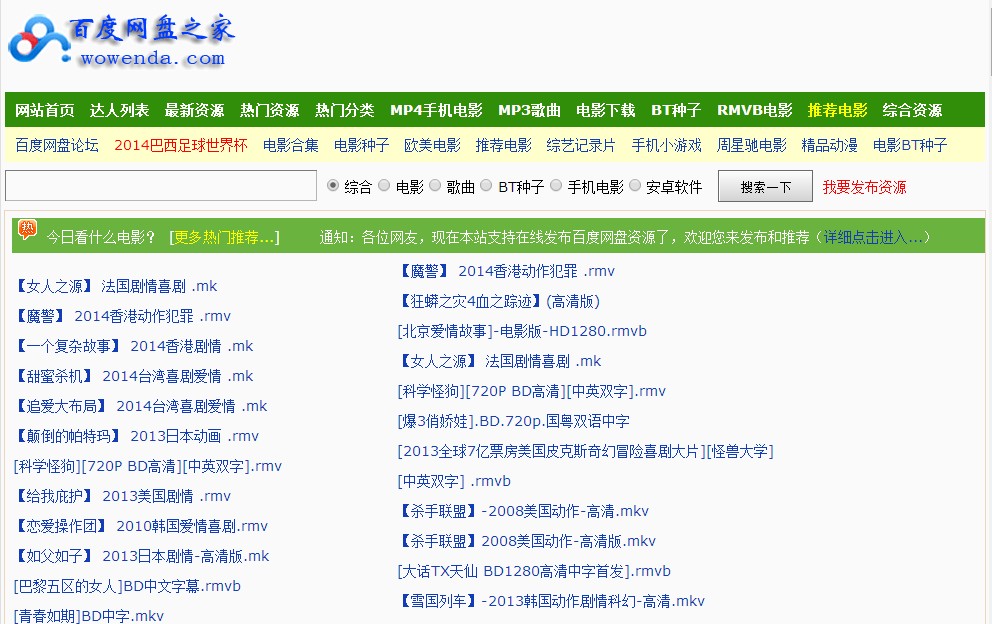 百度网盘之家
wowenda.com
网站首页 达人列表 最新资源 热门资源 热门分类 MP4手机电影 MP3歌曲 电影下载 BT种子 RMVB电影 推荐电影 综合资源
百度网盘论坛 2014巴西足球世界杯 电影合集 电影种子 欧美电影 推荐电影 综艺记录片 手机小游戏 周星驰电影 精品动漫 电影BT种子
综合 电影 歌曲 BT种子 手机电影 安卓软件 搜索一下 我要发布资源
热 今日看什么电影？ [更多热门推荐...] 通知：各位网友，现在本站支持在线发布百度网盘资源了，欢迎您来发布和推荐（详细点击进入...）
【女人之源】 法国剧情喜剧 .mk
【魔警】 2014香港动作犯罪 .rmv
【一个复杂故事】 2014香港剧情 .mk
【甜蜜杀机】 2014台湾喜剧爱情 .mk
【追爱大布局】 2014台湾喜剧爱情 .mk
【颠倒的帕特玛】 2013日本动画 .rmv
[科学怪狗][720P BD高清][中英双字].rmv
【给我庇护】 2013美国剧情 .rmv
【恋爱操作团】 2010韩国爱情喜剧.rmv
【如父如子】 2013日本剧情-高清版.mk
[巴黎五区的女人]BD中文字幕.rmvb
[青春如期]BD中字.mkv
【魔警】 2014香港动作犯罪 .rmv
【狂蟒之灾4血之踪迹】(高清版)
[北京爱情故事]-电影版-HD1280.rmvb
【女人之源】 法国剧情喜剧 .mk
[科学怪狗][720P BD高清][中英双字].rmv
[爆3俏娇娃].BD.720p.国粤双语中字
[2013全球7亿票房美国皮克斯奇幻冒险喜剧大片][怪兽大学]
[中英双字] .rmvb
【杀手联盟】-2008美国动作-高清.mkv
【杀手联盟】2008美国动作-高清版.mkv
[大话TX天仙 BD1280高清中字首发].rmvb
【雪国列车】-2013韩国动作剧情科幻-高清.mkv